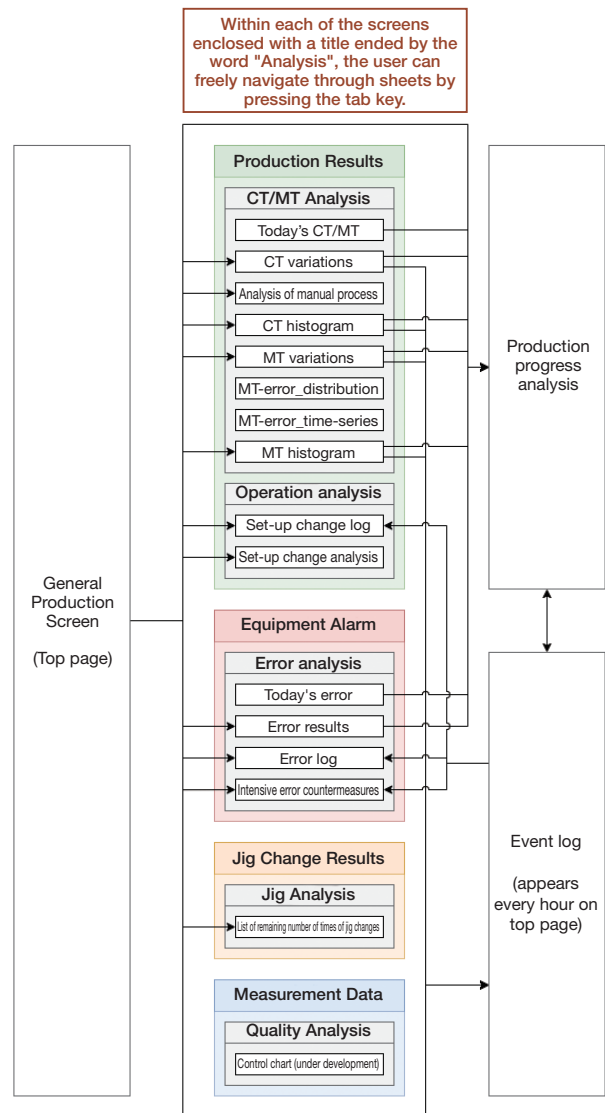 Within each of the screens
enclosed with a title ended by the
word "Analysis", the user can
freely navigate through sheets by
pressing the tab key.
General
Production
Screen
(Top page)
Production Results
CT/MT Analysis
Today's CT/MT
CT variations
Analysis of manual process
CT histogram
MT variations
MT-error_distribution
MT-error_time-series
MT histogram
Operation analysis
Set-up change log
Set-up change analysis
Equipment Alarm
Error analysis
Today's error
Error results
Error log
Intensive error countermeasures
Jig Change Results
Jig Analysis
List of remaining number of times of jig changes
Measurement Data
Quality Analysis
Control chart (under development)
Production
progress
analysis
Event log
(appears
every hour on
top page)